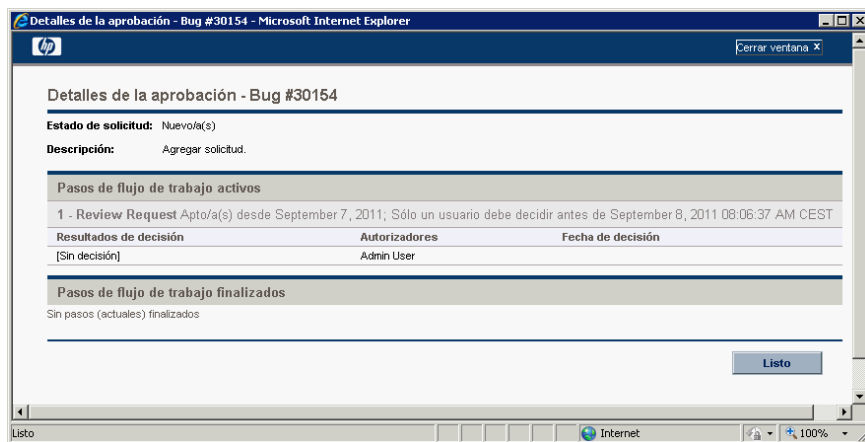 Detalles de la aprobación - Bug #30154 - Microsoft Internet Explorer
hp
Cerrar ventana x
Detalles de la aprobación - Bug #30154
Estado de solicitud: Nuevo/a(s)
Descripción: Agregar solicitud.
Pasos de flujo de trabajo activos
1 - Review Request Apto/a(s) desde September 7, 2011; Sólo un usuario debe decidir antes de September 8, 2011 08:06:37 AM CEST
Resultados de decisión Autorizadores Fecha de decisión
[Sin decisión] Admin User
Pasos de flujo de trabajo finalizados
Sin pasos (actuales) finalizados
Listo
Listo Internet 100%